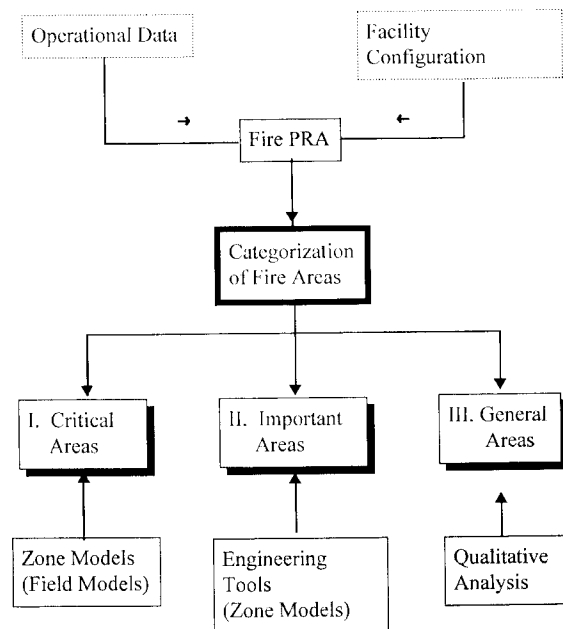 Operational Data
Facility
Configuration
Fire PRA
Categorization
of Fire Areas
I. Critical
Areas
II. Important
Areas
III. General
Areas
Zone Models
(Field Models)
Engineering
Tools
(Zone Models)
Qualitative
Analysis